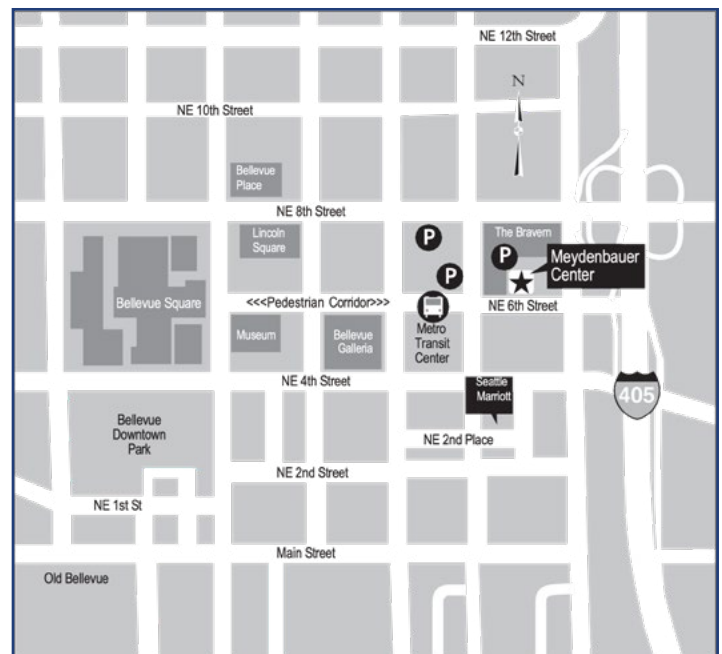 NE 12th Street
N
NE 10th Street
Bellevue
Place
NE 8th Street
Lincoln
Square
P
The Bravern
P
Meydenbauer
Center
P
Bellevue Square
<<<Pedestrian Corridor>>>
NE 6th Street
Museum
Bellevue
Galleria
Metro
Transit
Center
NE 4th Street
Seattle
Marriott
405
Bellevue
Downtown
Park
NE 2nd Place
NE 2nd Street
NE 1st St
Main Street
Old Bellevue